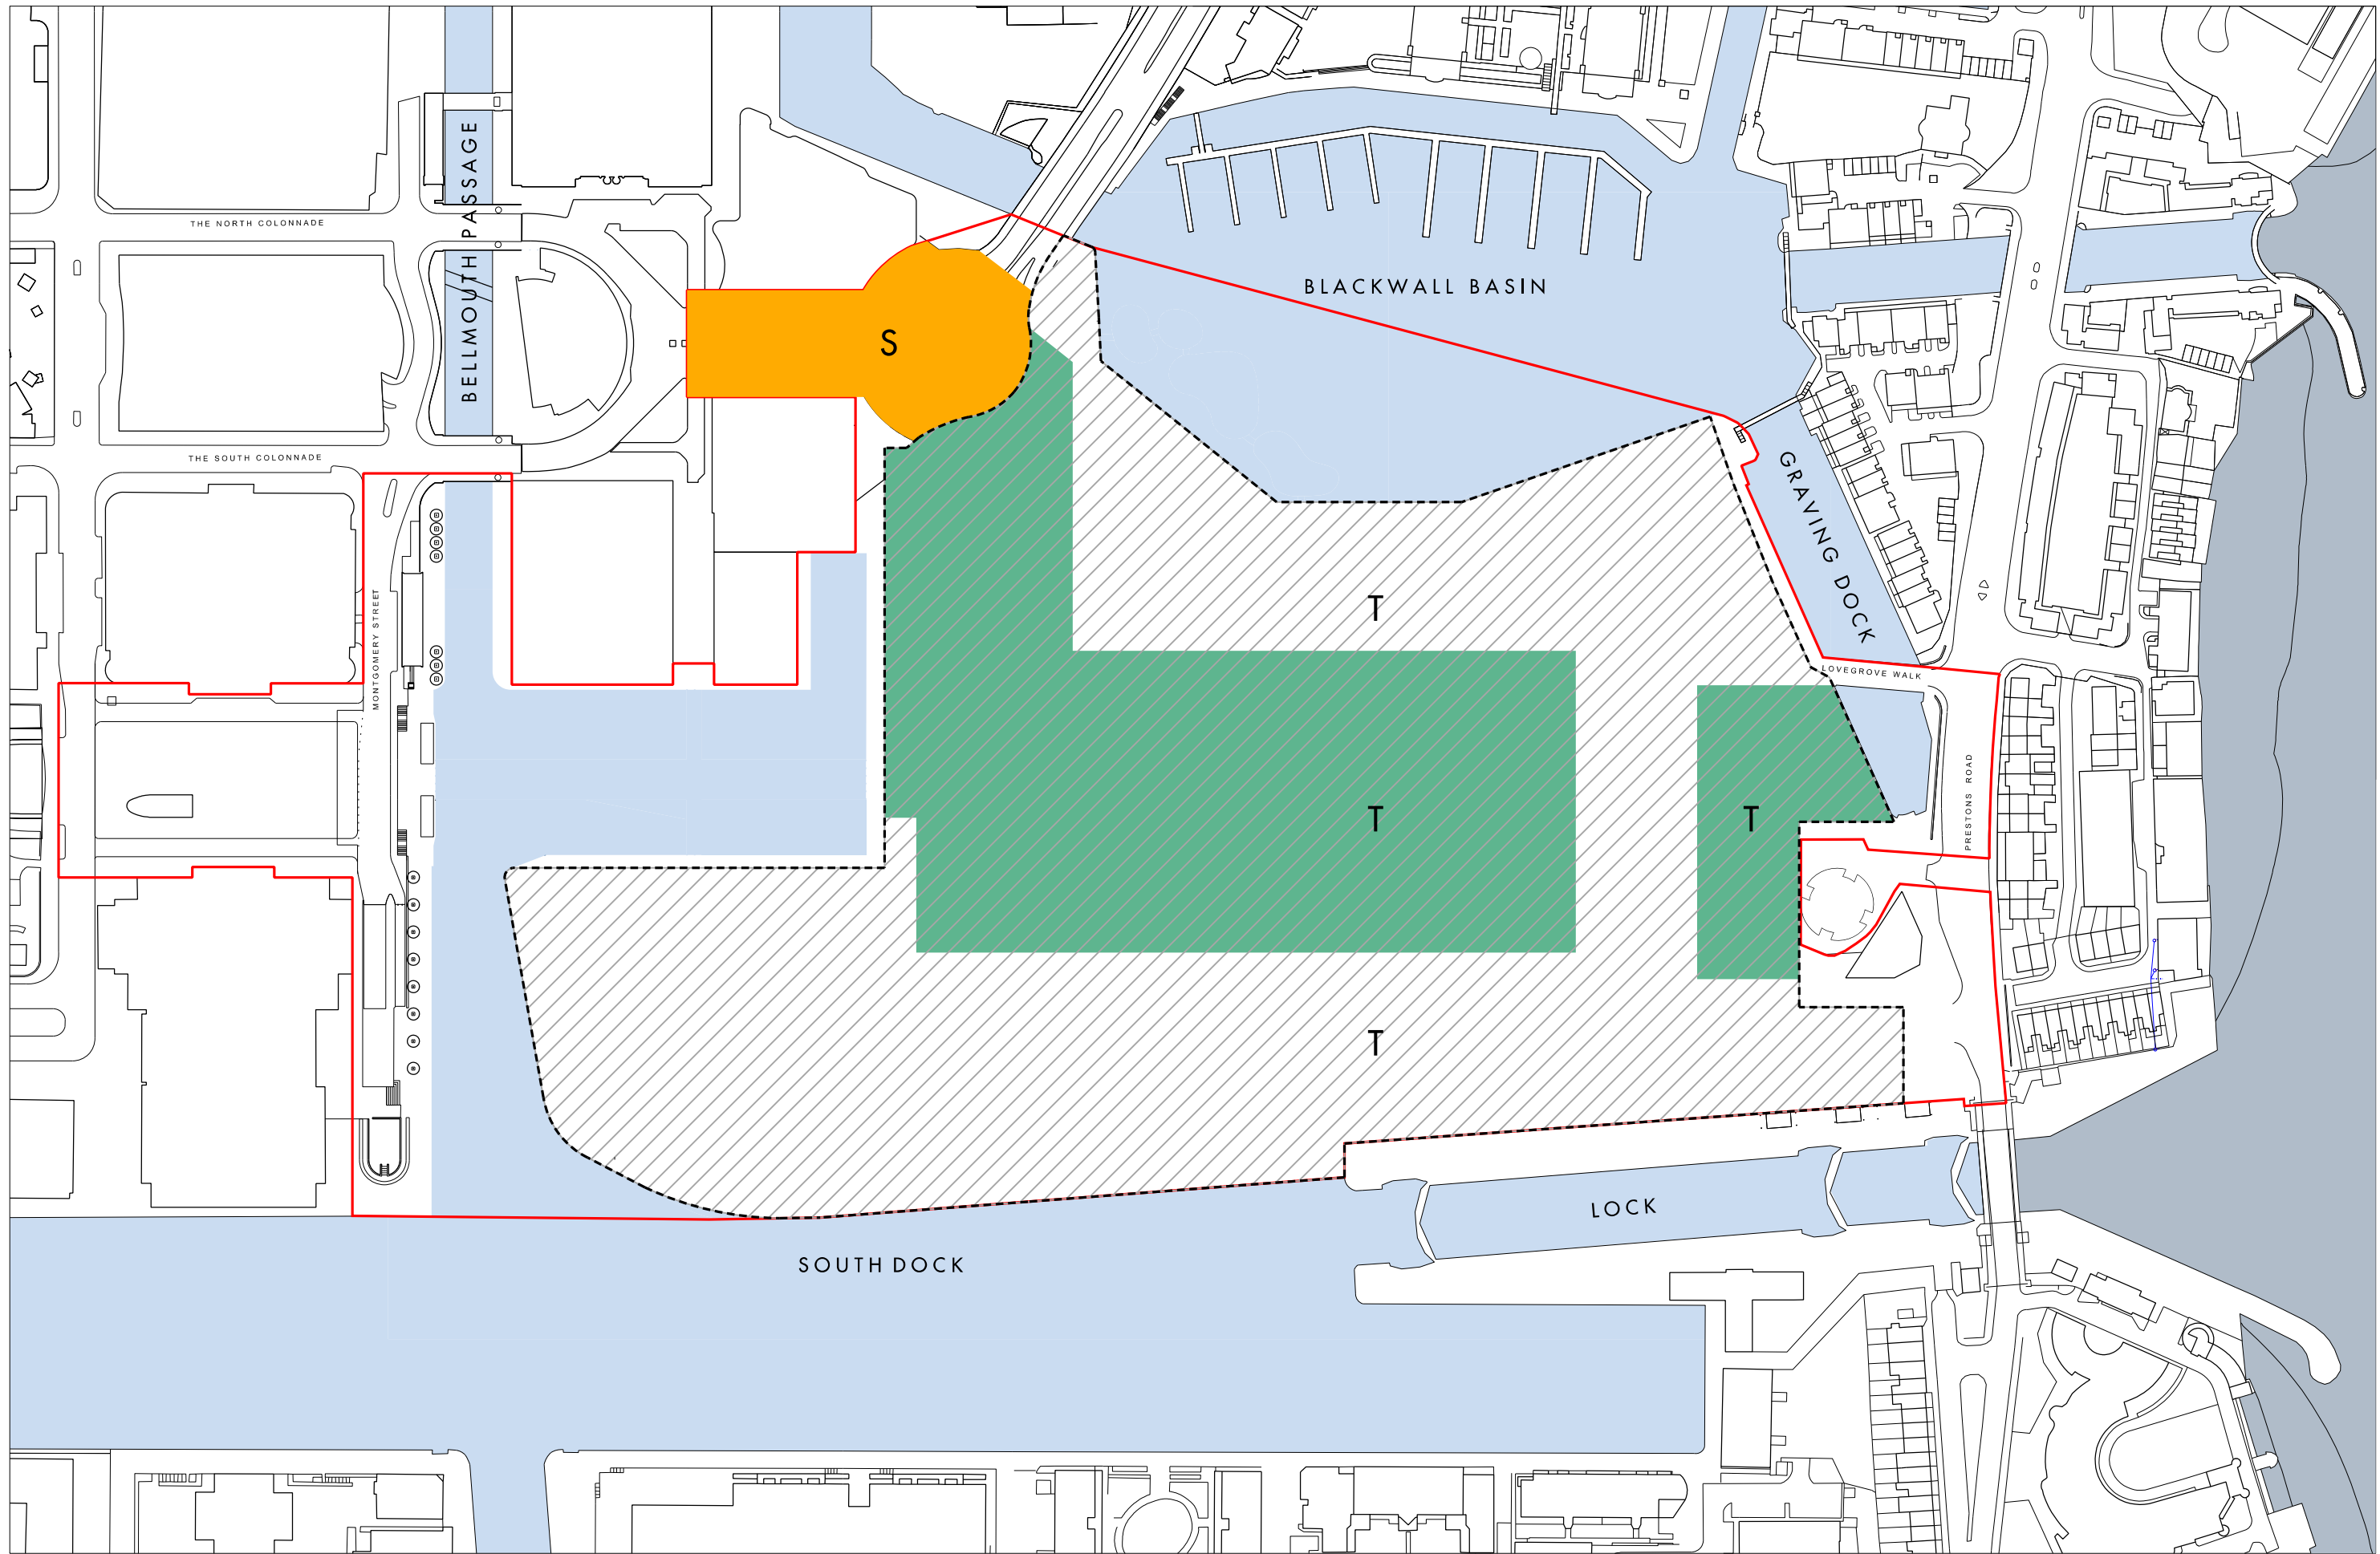 BELLMOUTH PASSAGE
THE NORTH COLONNADE
BLACKWALL BASIN
S
THE SOUTH COLONNADE
GRAVING DOCK
MONTGOMERY STREET
T
LOVEGROVE WALK
T
T
PRESTONS ROAD
T
LOCK
SOUTH DOCK